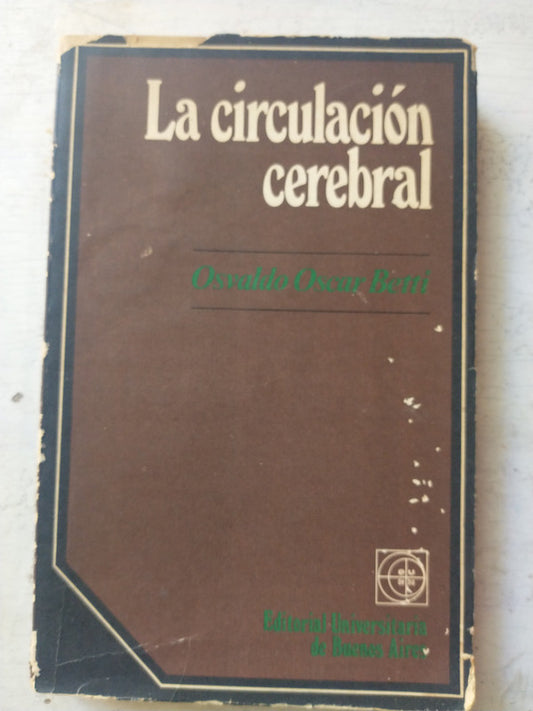 La circulación
cerebral
Osvaldo Oscar Betti
Editorial Universitaria
de Buenos Aires